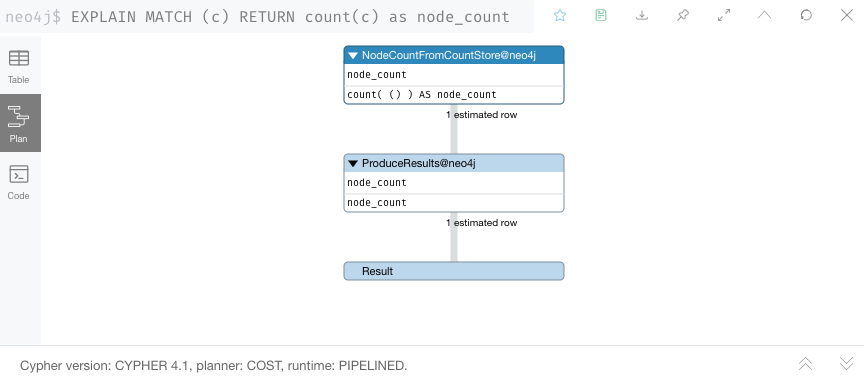 neo4j$ EXPLAIN MATCH (c) RETURN count(c) as node_count
Table
Plan
Code
NodeCountFromCountStore@neo4j
node_count
count( () ) AS node_count
1 estimated row
ProduceResults@neo4j
node_count
node_count
1 estimated row
Result
Cypher version: CYPHER 4.1, planner: COST, runtime: PIPELINED.